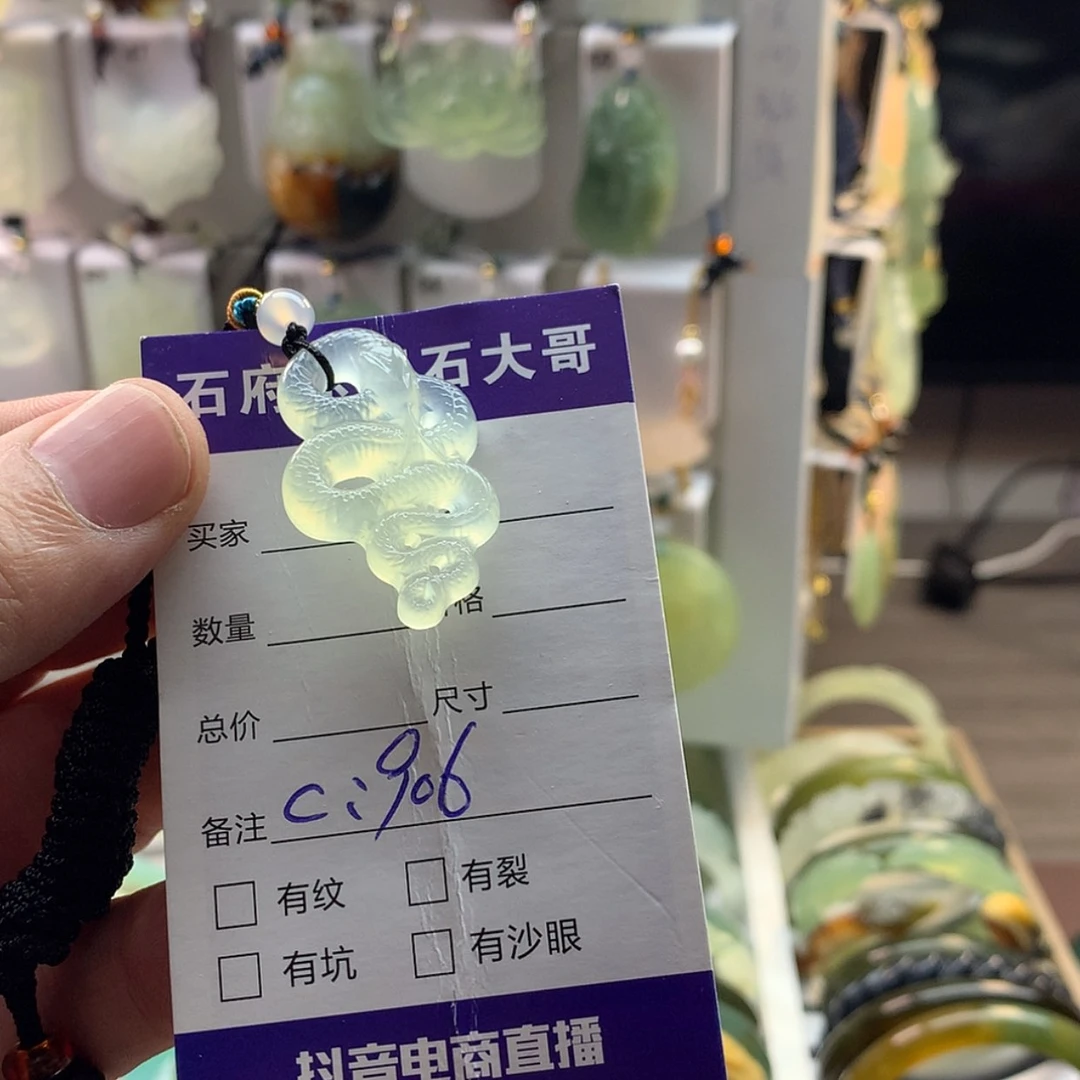 石府 石大哥
买家
数量 格
总价 尺寸
备注 C:906
有纹 有裂
有坑 有沙眼
抖音电商直播